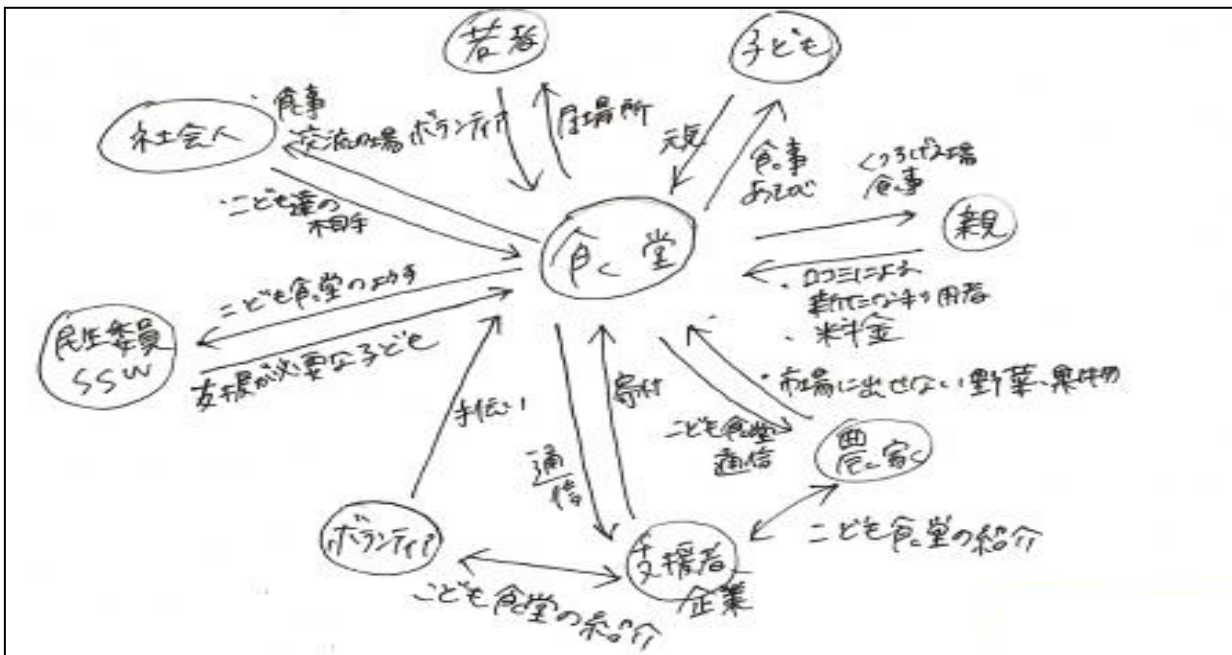 若者
子ども
社会人
・食事
交流の場
ボランティア
居場所
元気
食事
あそび
くつろげる場
食事
親
・こども達の
相手
食堂
・口コミによる
新たな利用者
・料金
民生委員
SSW
こども食堂のようす
支援が必要な子ども
手伝い
通信
寄付
こども食堂
通信
・市場に出せない野菜、果物
農家
ボランティア
支援者
企業
こども食堂の紹介
こども食堂の紹介